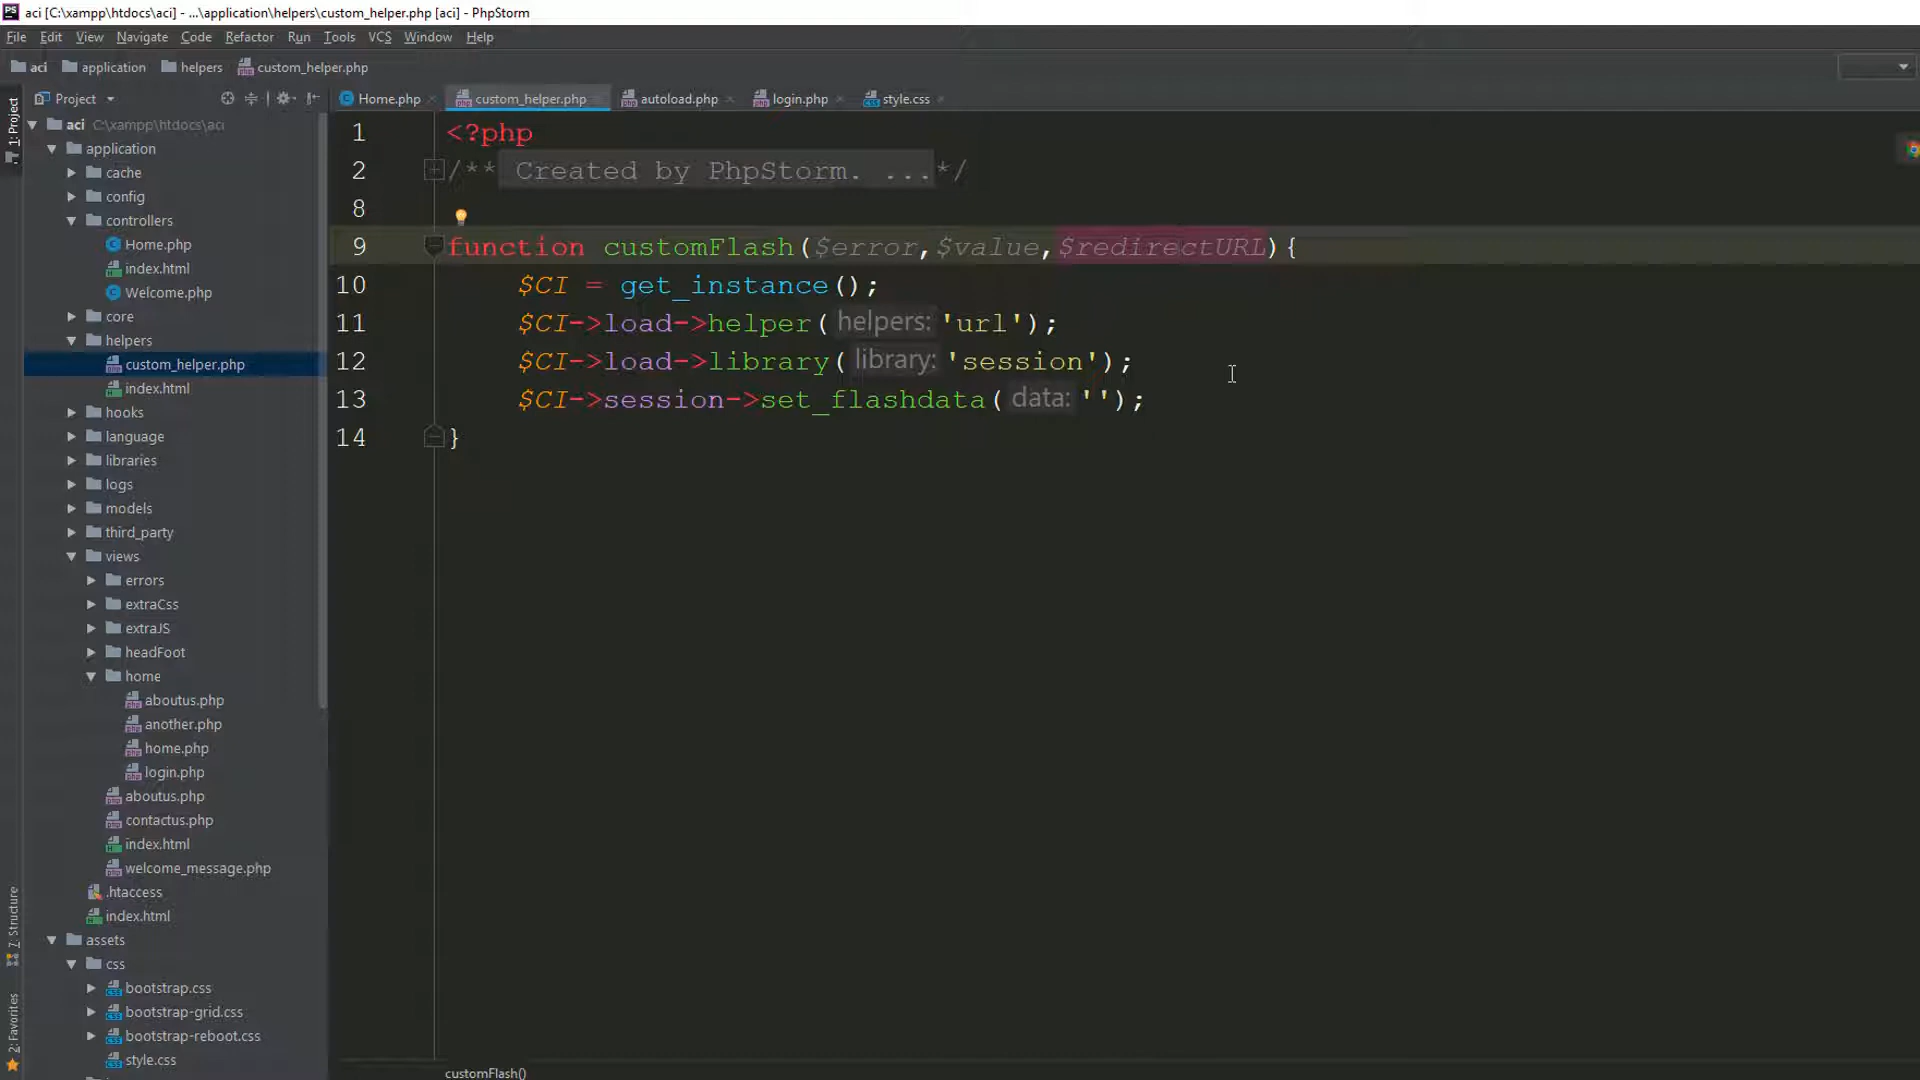 aci [C:\xampp\htdocs\aci] - ...\application\helpers\custom_helper.php [aci] - PhpStorm
File Edit View Navigate Code Refactor Run Tools VCS Window Help
aci application helpers custom_helper.php
1: Project
Project
Home.php custom_helper.php autoload.php login.php style.css
aci C:\xampp\htdocs\aci
application
cache
config
controllers
Home.php
index.html
Welcome.php
core
helpers
custom_helper.php
index.html
hooks
language
libraries
logs
models
third_party
views
errors
extraCss
extraJS
headFoot
home
aboutus.php
another.php
home.php
login.php
aboutus.php
contactus.php
index.html
welcome_message.php
.htaccess
index.html
assets
css
bootstrap.css
bootstrap-grid.css
bootstrap-reboot.css
style.css
7: Structure
2: Favorites
1 <?php
2 /** Created by PhpStorm. ...*/
8
9 function customFlash($error,$value,$redirectURL){
10 $CI = get_instance();
11 $CI->load->helper( helpers: 'url');
12 $CI->load->library( library: 'session');
13 $CI->session->set_flashdata( data: '');
14 }
customFlash()